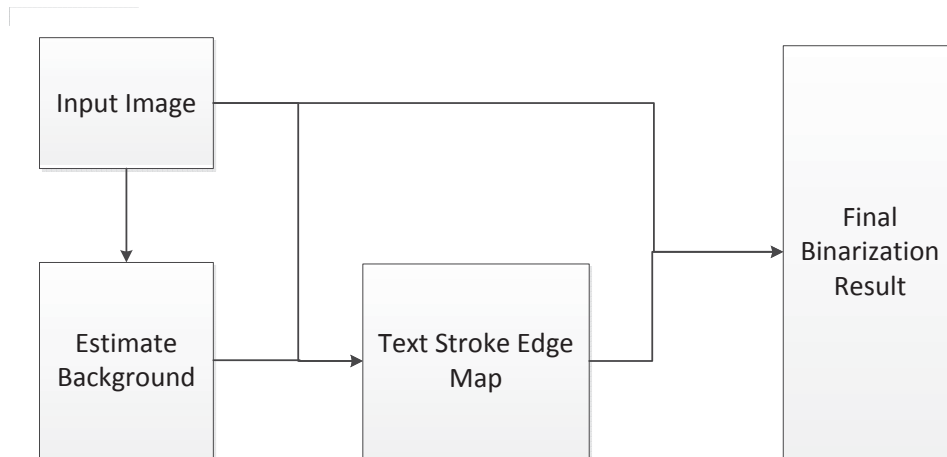 Input Image
Estimate
Background
Text Stroke Edge
Map
Final
Binarization
Result